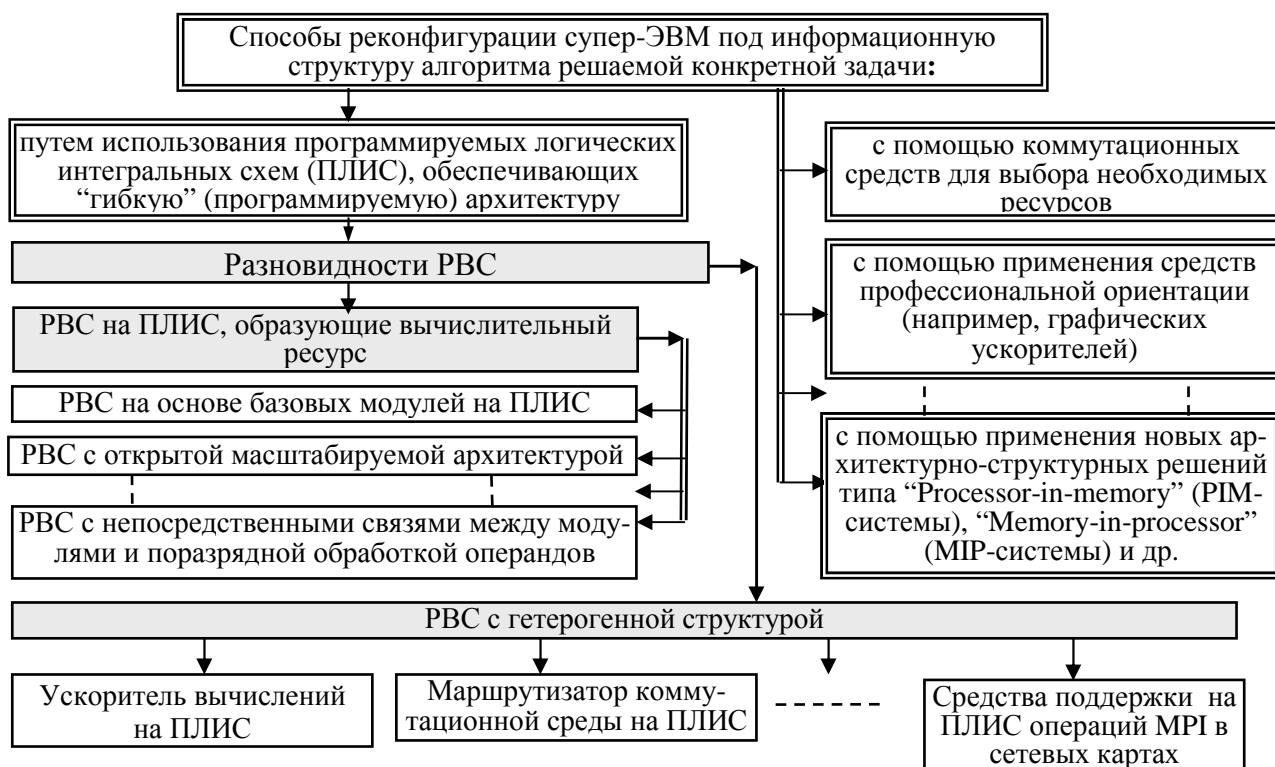 Способы реконфигурации супер-ЭВМ под информационную
структуру алгоритма решаемой конкретной задачи:
путем использования программируемых логических
интегральных схем (ПЛИС), обеспечивающих
“гибкую” (программируемую) архитектуру
с помощью коммутационных
средств для выбора необходимых
ресурсов
Разновидности РВС
с помощью применения средств
профессиональной ориентации
(например, графических
ускорителей)
РВС на ПЛИС, образующие вычислительный
ресурс
РВС на основе базовых модулей на ПЛИС
РВС с открытой масштабируемой архитектурой
РВС с непосредственными связями между моду-
лями и поразрядной обработкой операндов
с помощью применения новых ар-
хитектурно-структурных решений
типа “Processor-in-memory” (PIM-
системы), “Memory-in-processor”
(MIP-системы) и др.
РВС с гетерогенной структурой
Ускоритель вычислений
на ПЛИС
Маршрутизатор комму-
тационной среды на ПЛИС
Средства поддержки на
ПЛИС операций MPI в
сетевых картах